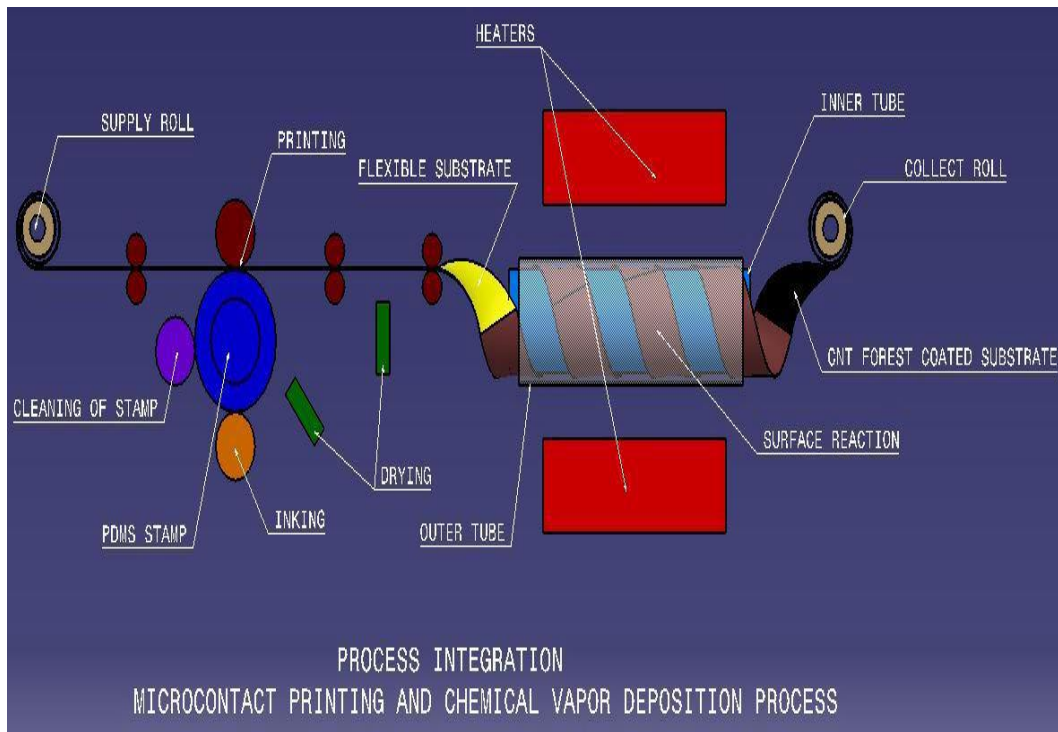 HEATERS
INNER TUBE
SUPPLY ROLL
PRINTING
FLEXIBLE SUBSTRATE
COLLECT ROLL
CNT FOREST COATED SUBSTRATE
CLEANING OF STAMP
SURFACE REACTION
DRYING
INKING
PDMS STAMP
OUTER TUBE
PROCESS INTEGRATION
MICROCONTACT PRINTING AND CHEMICAL VAPOR DEPOSITION PROCESS